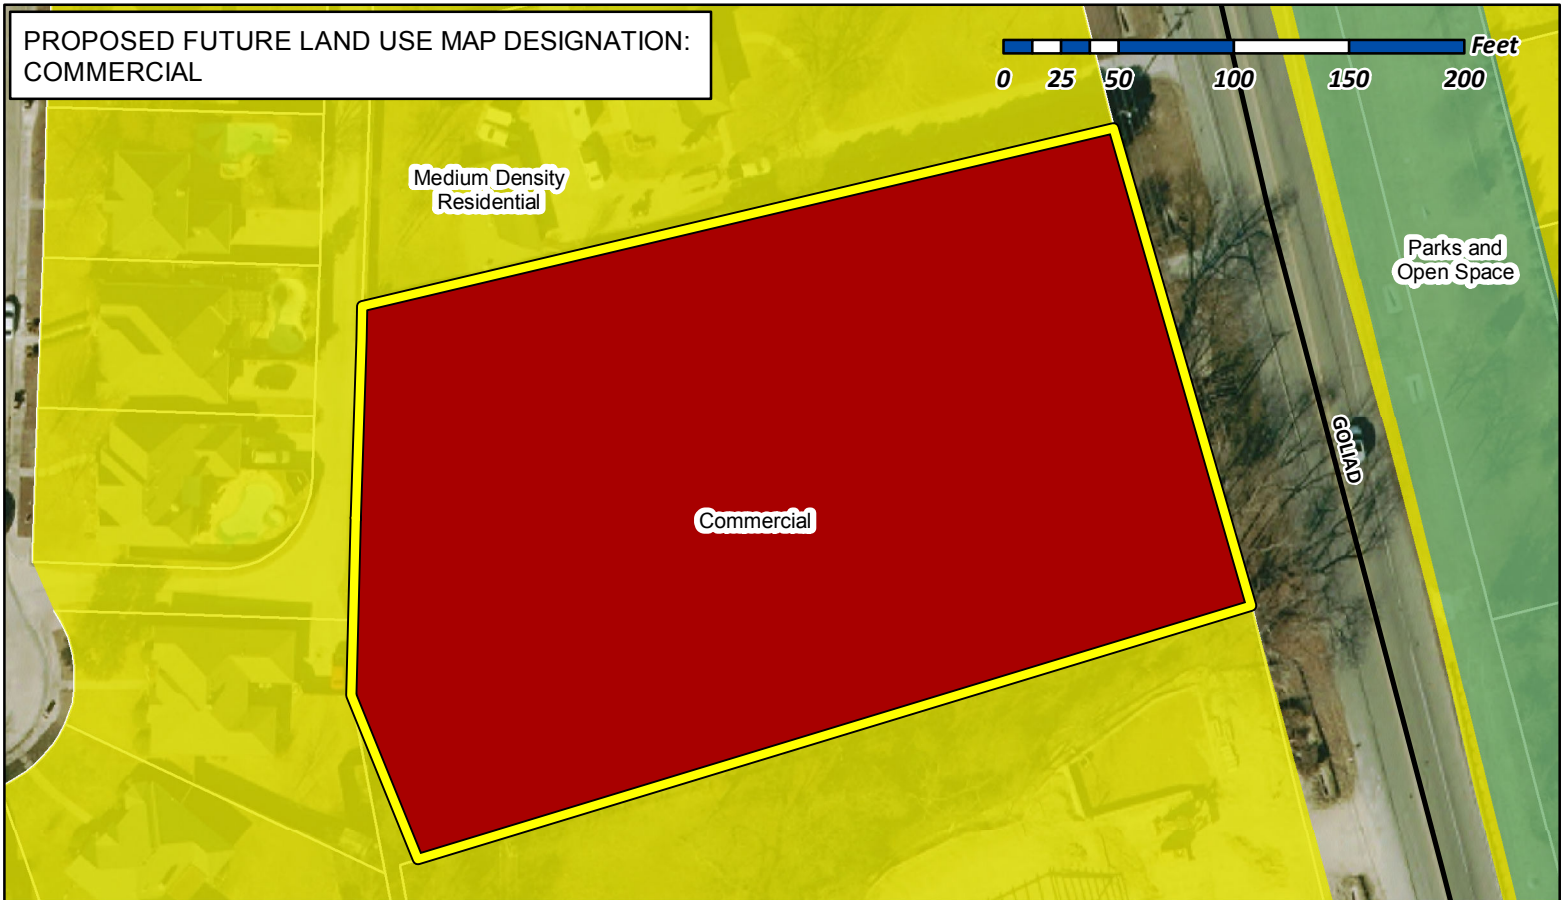 PROPOSED FUTURE LAND USE MAP DESIGNATION:
COMMERCIAL
Feet
0 25 50 100 150 200
Medium Density
Residential
Parks and
Open Space
GOLIAD
Commercial